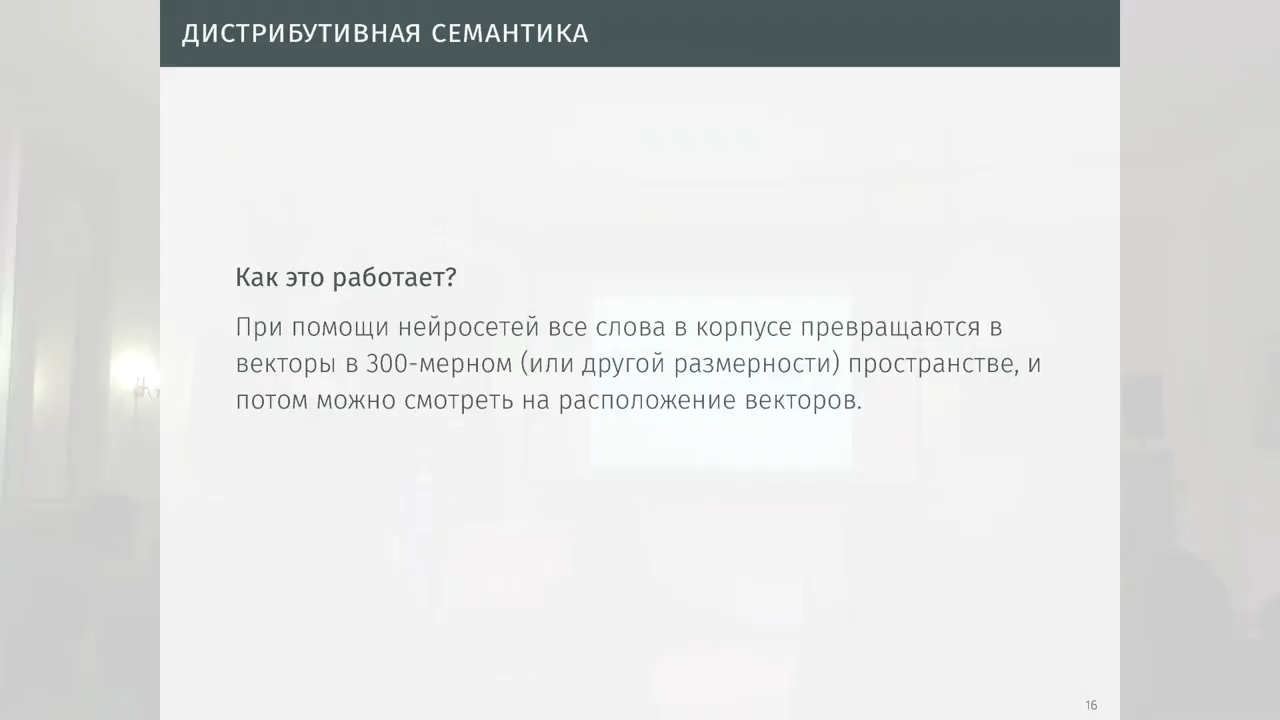 ДИСТРИБУТИВНАЯ СЕМАНТИКА
Как это работает?
При помощи нейросетей все слова в корпусе превращаются в
векторы в 300-мерном (или другой размерности) пространстве, и
потом можно смотреть на расположение векторов.
16